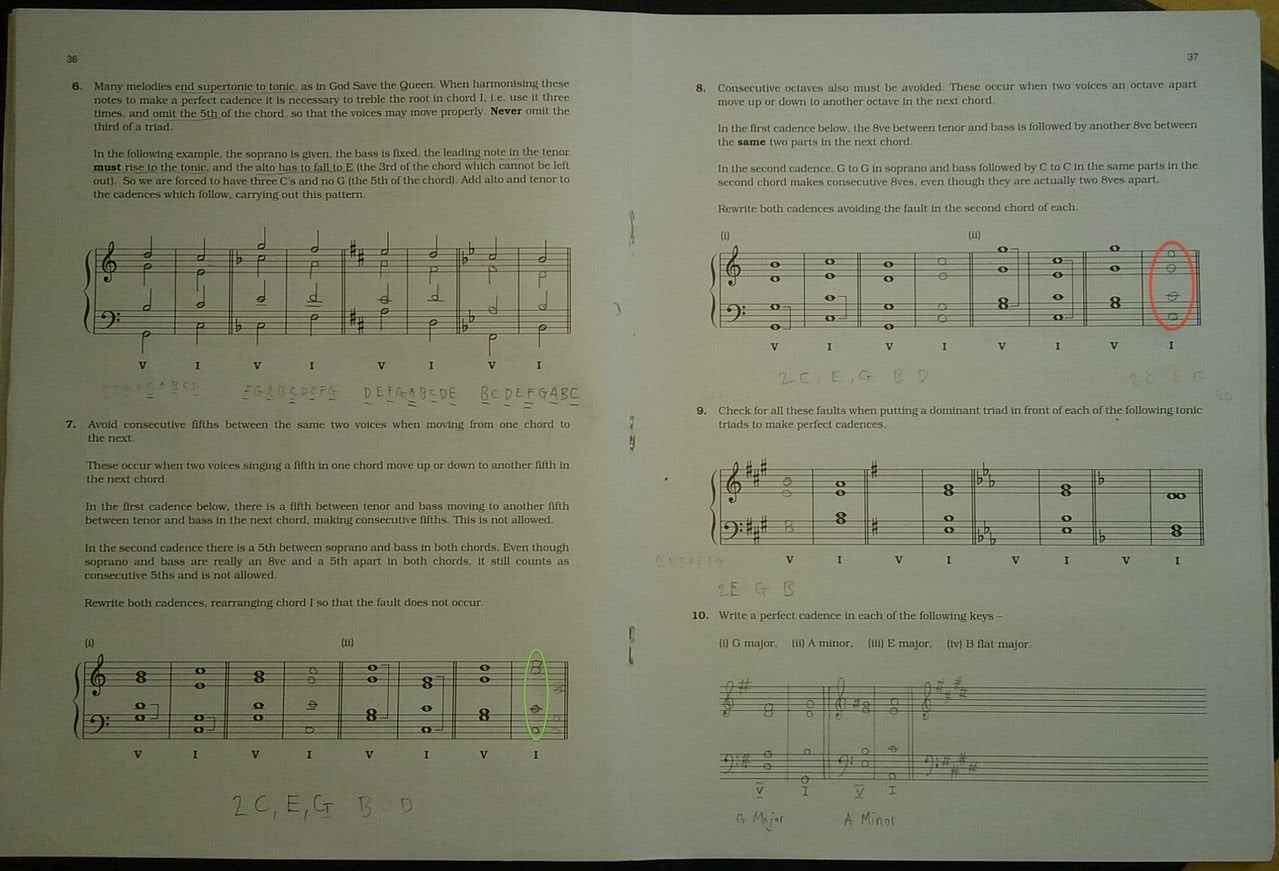 36
6. Many melodies end supertonic to tonic, as in God Save the Queen. When harmonising these
notes to make a perfect cadence it is necessary to treble the root in chord I, i.e. use it three
times, and omit the 5th of the chord, so that the voices may move properly. Never omit the
third of a triad.
In the following example, the soprano is given, the bass is fixed, the leading note in the tenor
must rise to the tonic, and the alto has to fall to E (the 3rd of the chord which cannot be left
out). So we are forced to have three C's and no G (the 5th of the chord). Add alto and tenor to
the cadences which follow, carrying out this pattern.
V I V I V I V I
G A B C D F G A B C D E F G D E F G A B C D E B C D E F G A B C
7. Avoid consecutive fifths between the same two voices when moving from one chord to
the next.
These occur when two voices singing a fifth in one chord move up or down to another fifth in
the next chord.
In the first cadence below, there is a fifth between tenor and bass moving to another fifth
between tenor and bass in the next chord, making consecutive fifths. This is not allowed.
In the second cadence there is a 5th between soprano and bass in both chords. Even though
soprano and bass are really an 8ve and a 5th apart in both chords, it still counts as
consecutive 5ths and is not allowed.
Rewrite both cadences, rearranging chord I so that the fault does not occur.
(i) (ii)
V I V I V I V I
2 C, E, G B D
37
8. Consecutive octaves also must be avoided. These occur when two voices an octave apart
move up or down to another octave in the next chord.
In the first cadence below, the 8ve between tenor and bass is followed by another 8ve between
the same two parts in the next chord.
In the second cadence, G to G in soprano and bass followed by C to C in the same parts in the
second chord makes consecutive 8ves, even though they are actually two 8ves apart.
Rewrite both cadences avoiding the fault in the second chord of each.
(i) (ii)
V I V I V I V I
2 C, E, G B D 2 C E G
9. Check for all these faults when putting a dominant triad in front of each of the following tonic
triads to make perfect cadences.
V I V I V I V I
2E G B
10. Write a perfect cadence in each of the following keys –
(i) G major, (ii) A minor, (iii) E major, (iv) B flat major
V I V I
G Major A Minor